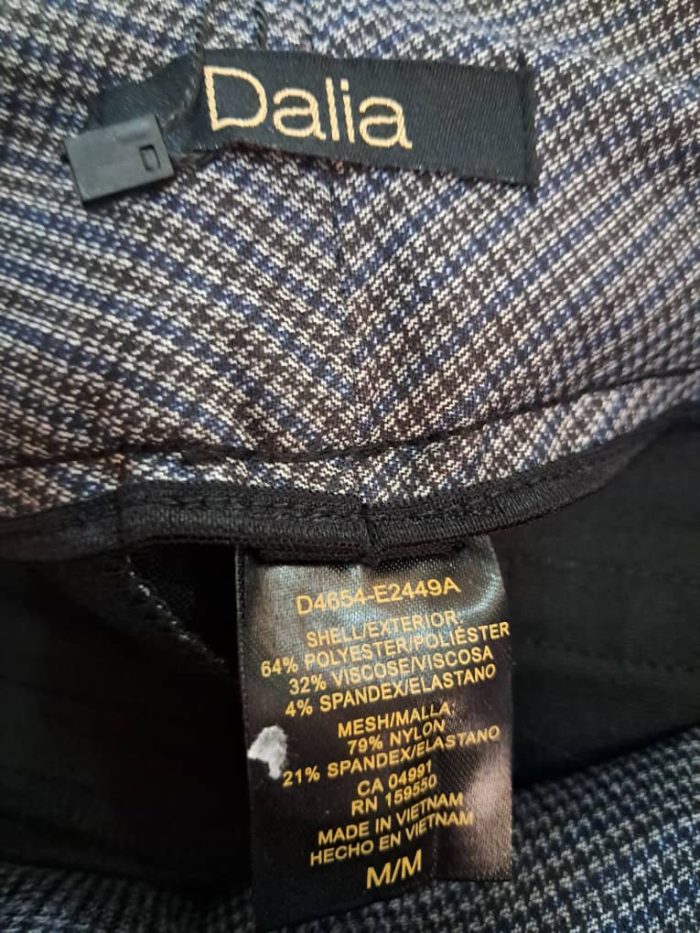 Dalia
D4654-E2449A
SHELL/EXTERIOR:
64% POLYESTER/POLIÉSTER
32% VISCOSE/VISCOSA
4% SPANDEX/ELASTANO
MESH/MALLA:
79% NYLON
21% SPANDEX/ELASTANO
CA 04991
RN 159550
MADE IN VIETNAM
HECHO EN VIETNAM
M/M